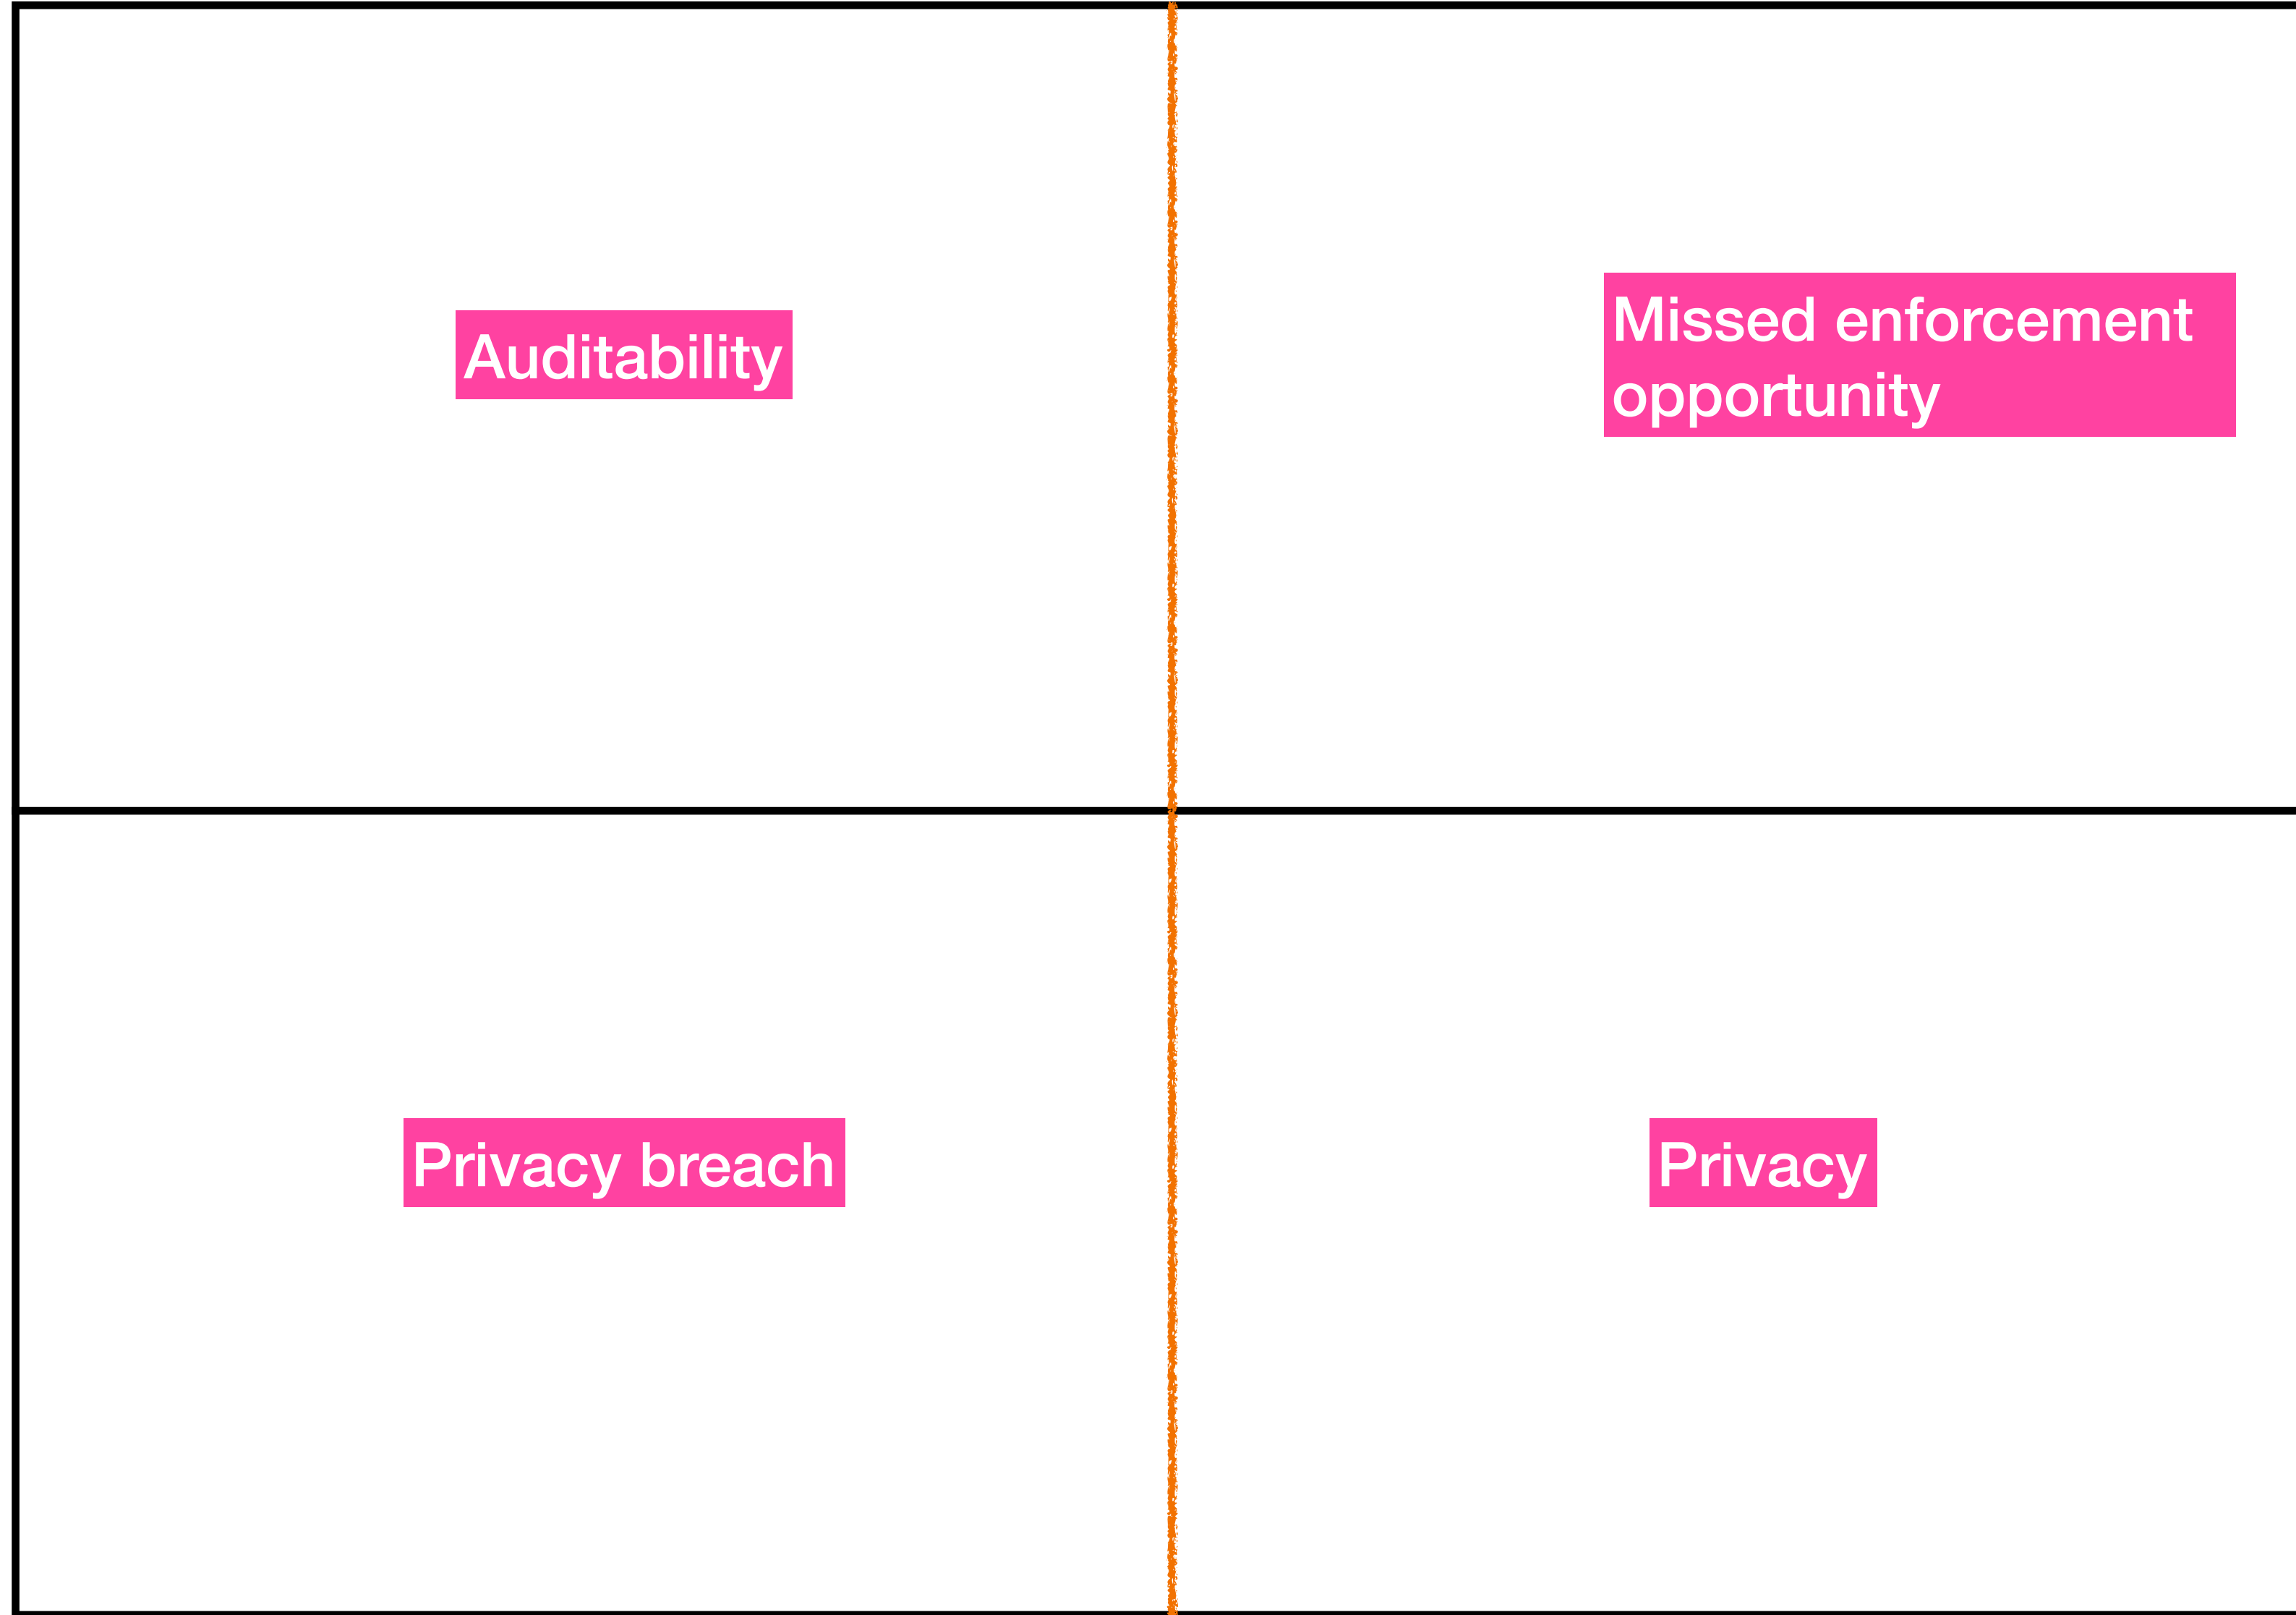 Auditability
Missed enforcement
opportunity
Privacy breach
Privacy